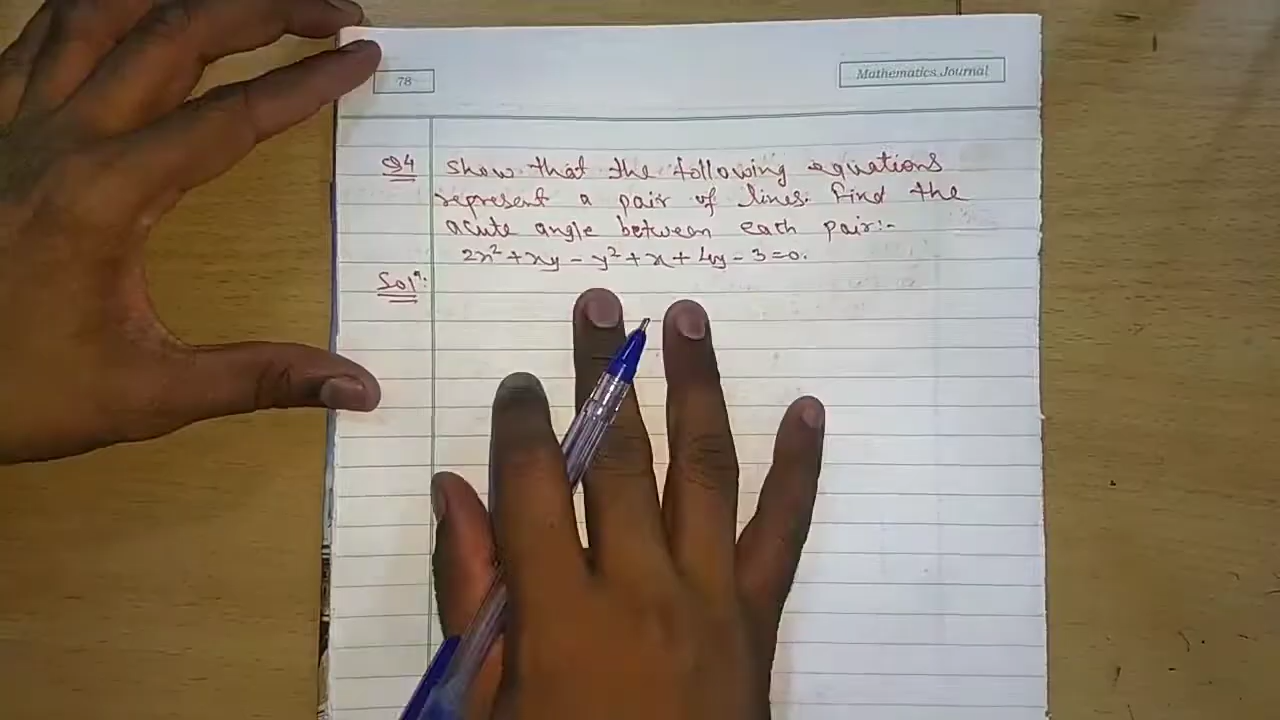 78
Mathematics Journal
Q4 Show that the following equations
represent a pair of lines. Find the
acute angle between each pair:-
2x² + xy - y² + x + 4y - 3 = 0.
Solⁿ: